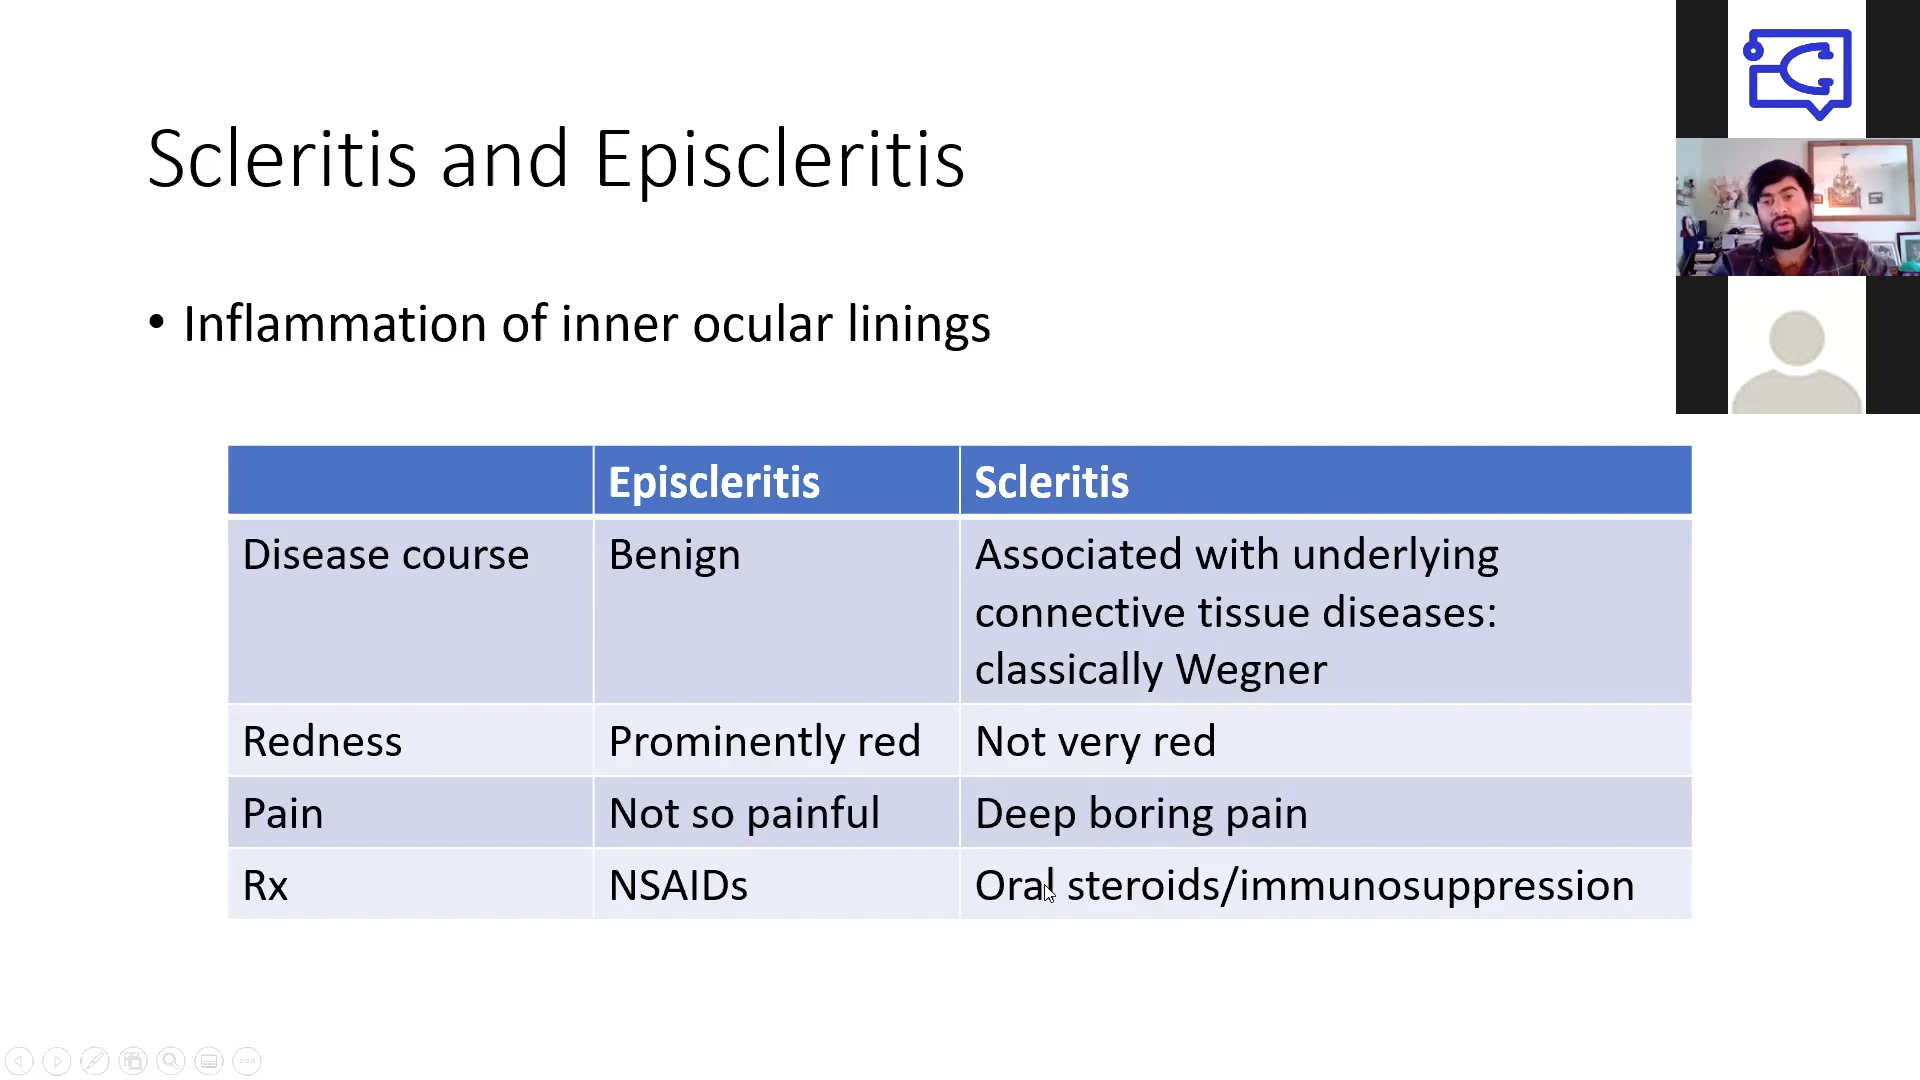 Scleritis and Episcleritis
• Inflammation of inner ocular linings
Episcleritis
Scleritis
Disease course
Benign
Associated with underlying
connective tissue diseases:
classically Wegner
Redness
Prominently red
Not very red
Pain
Not so painful
Deep boring pain
Rx
NSAIDs
Oral steroids/immunosuppression